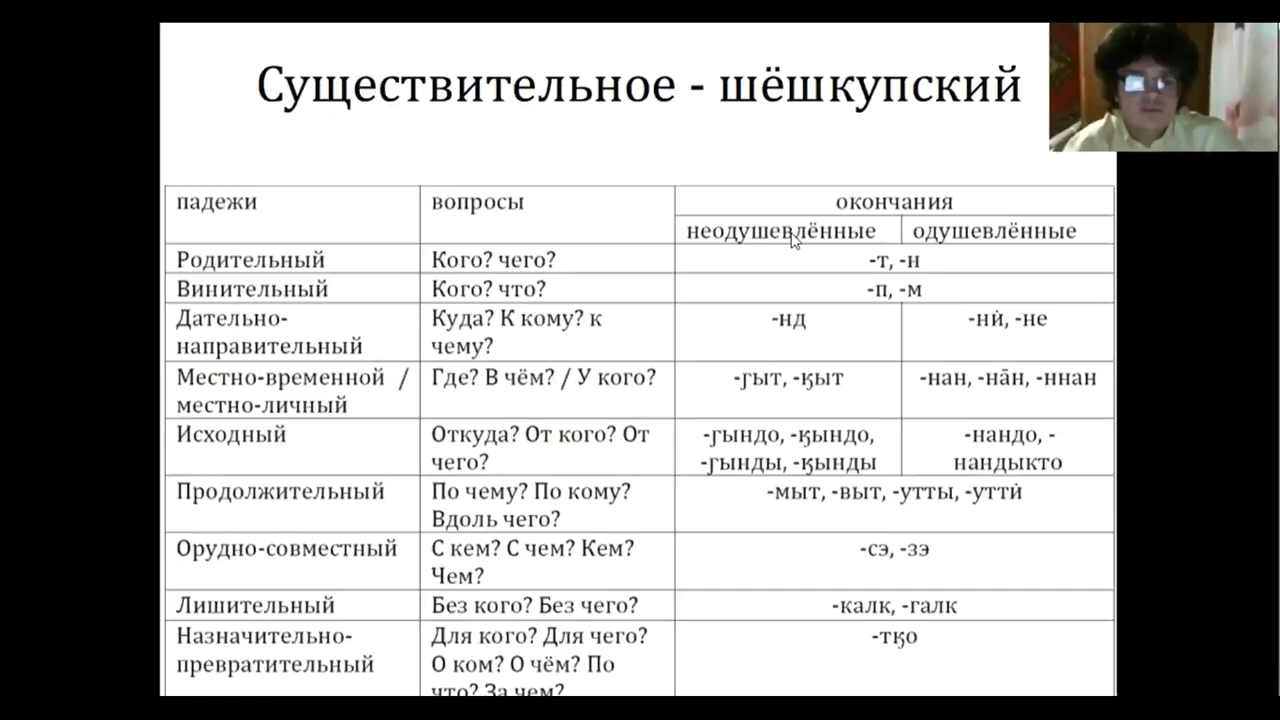 Существительное - шёшкупский
падежи вопросы окончания
неодушевлённые одушевлённые
Родительный Кого? чего? -т, -н
Винительный Кого? что? -п, -м
Дательно- Куда? К кому? к -нд -нӣ, -не
направительный чему?
Местно-временной / Где? В чём? / У кого? -ӷыт, -ӄыт -нан, -на̄н, -ннан
местно-личный
Исходный Откуда? От кого? От -ӷындо, -ӄындо, -нандо, -
чего? -ӷынды, -ӄынды нандыкто
Продолжительный По чему? По кому? -мыт, -выт, -утты, -уттӣ
Вдоль чего?
Орудно-совместный С кем? С чем? Кем? -сэ, -зэ
Чем?
Лишительный Без кого? Без чего? -калк, -галк
Назначительно- Для кого? Для чего? -тӄо
превратительный О ком? О чём? По
что? За чем?